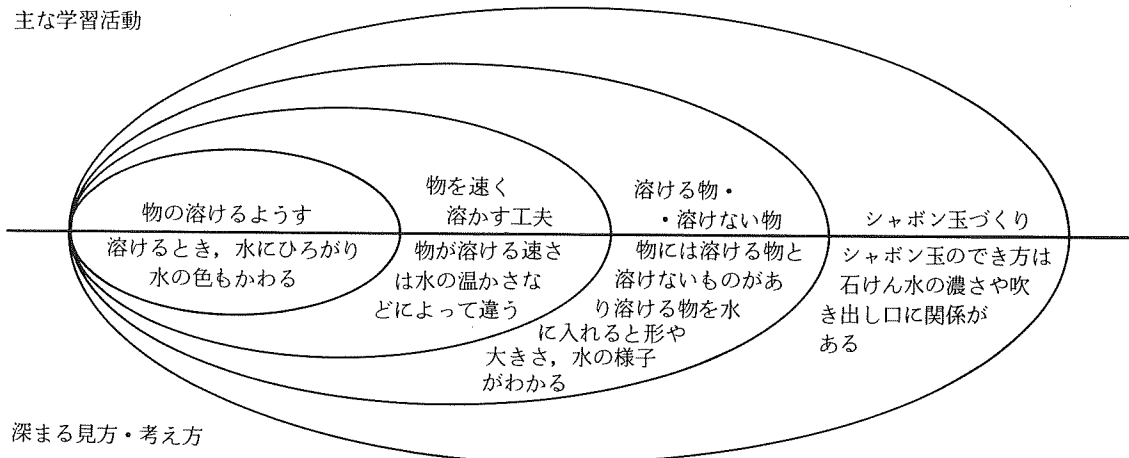 主な学習活動
物の溶けるようす
溶けるとき，水にひろがり
水の色もかわる
物を速く
溶かす工夫
物が溶ける速さ
は水の温かさな
どによって違う
溶ける物・
・溶けない物
物には溶ける物と
溶けないものがあ
り溶ける物を水
に入れると形や
大きさ，水の様子
がわかる
シャボン玉づくり
シャボン玉のでき方は
石けん水の濃さや吹
き出し口に関係が
ある
深まる見方・考え方